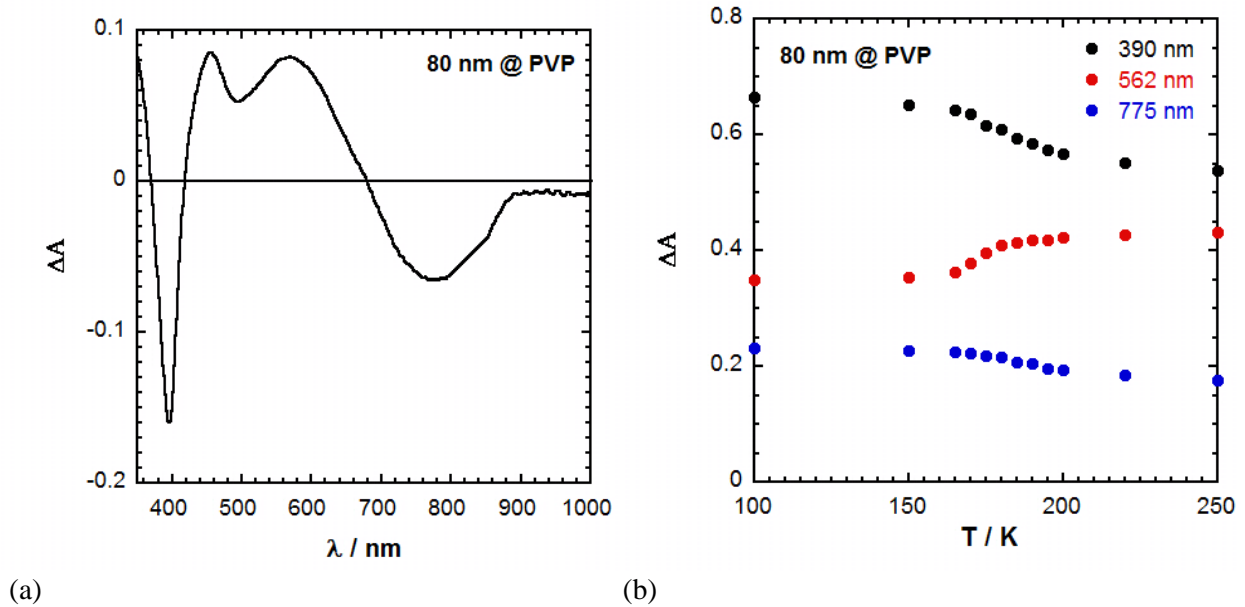 0.1
0
-0.1
-0.2
ΔA
80 nm @ PVP
400 500 600 700 800 900 1000
λ / nm
(a)
0.8
0.6
0.4
0.2
0
ΔA
80 nm @ PVP
390 nm
562 nm
775 nm
100 150 200 250
T / K
(b)